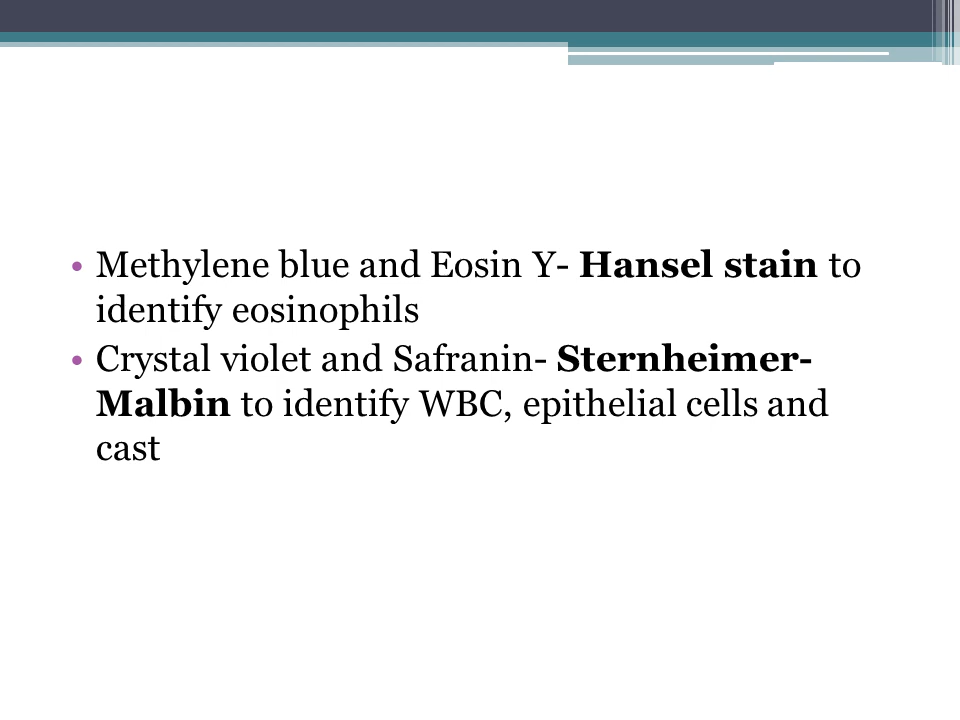 • Methylene blue and Eosin Y- Hansel stain to
identify eosinophils
• Crystal violet and Safranin- Sternheimer-
Malbin to identify WBC, epithelial cells and
cast